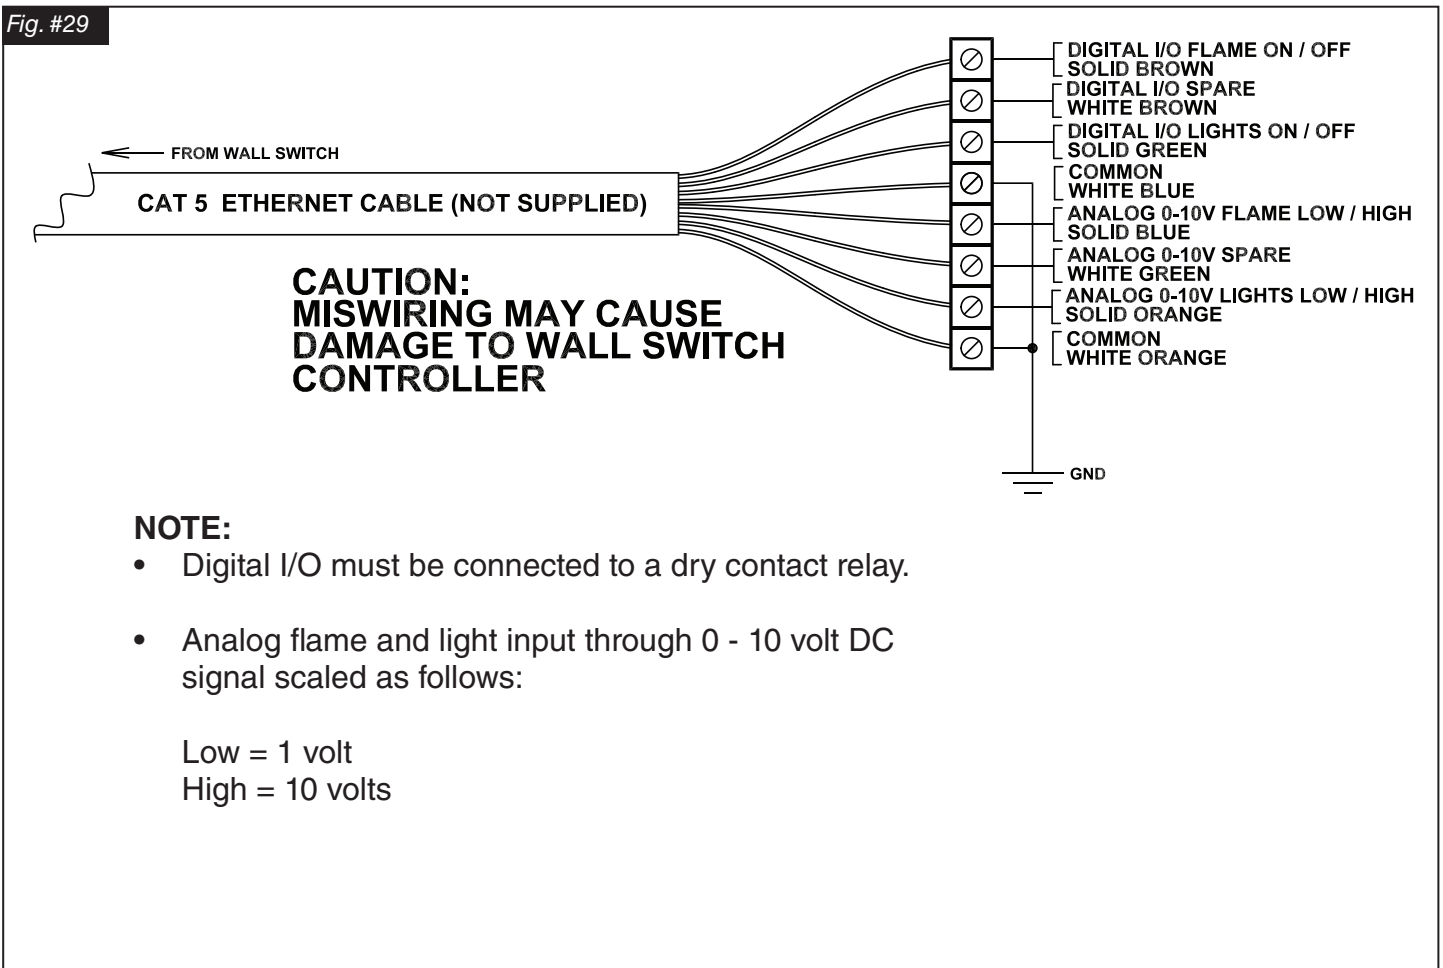 Fig. #29
DIGITAL I/O FLAME ON / OFF
SOLID BROWN
DIGITAL I/O SPARE
WHITE BROWN
DIGITAL I/O LIGHTS ON / OFF
SOLID GREEN
COMMON
WHITE BLUE
ANALOG 0-10V FLAME LOW / HIGH
SOLID BLUE
ANALOG 0-10V SPARE
WHITE GREEN
ANALOG 0-10V LIGHTS LOW / HIGH
SOLID ORANGE
COMMON
WHITE ORANGE
FROM WALL SWITCH
CAT 5 ETHERNET CABLE (NOT SUPPLIED)
CAUTION:
MISWIRING MAY CAUSE
DAMAGE TO WALL SWITCH
CONTROLLER
GND
NOTE:
• Digital I/O must be connected to a dry contact relay.
• Analog flame and light input through 0 - 10 volt DC
signal scaled as follows:
Low = 1 volt
High = 10 volts